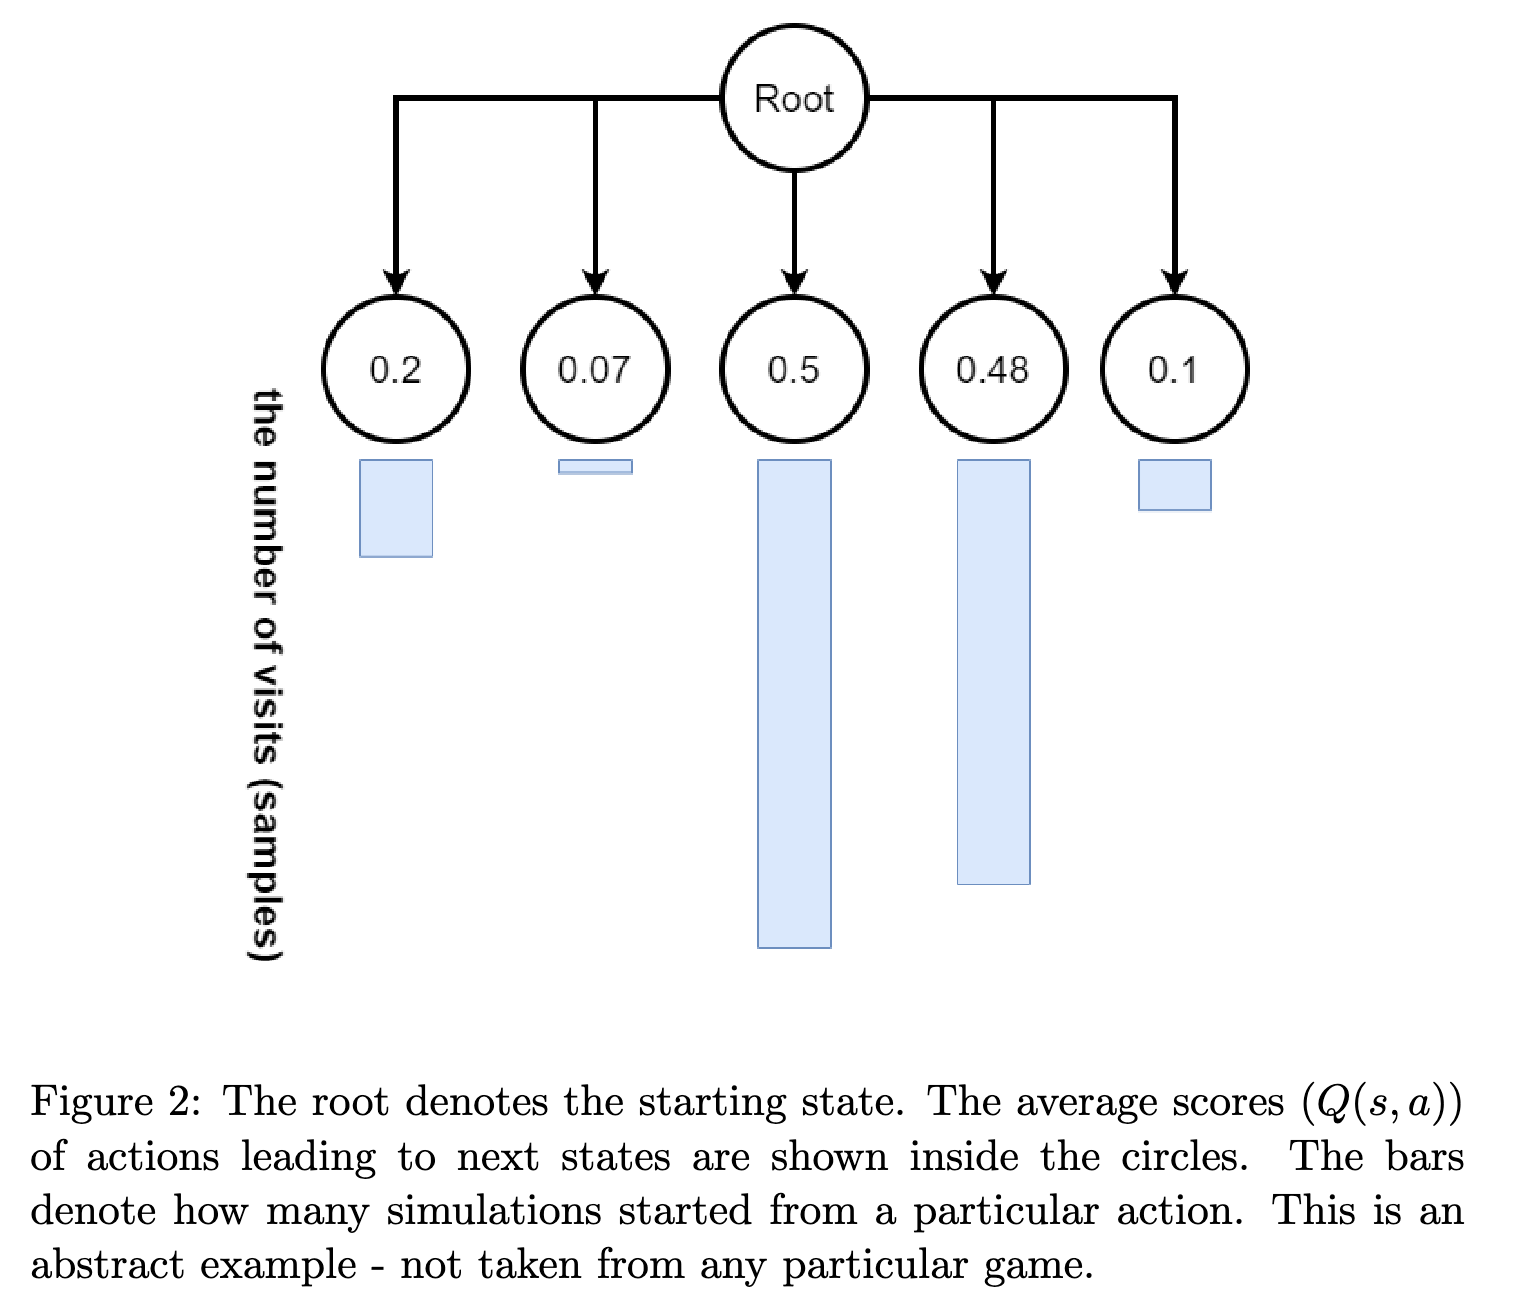 Root
0.2
0.07
0.5
0.48
0.1
the number of visits (samples)
Figure 2: The root denotes the starting state. The average scores (Q(s, a))
of actions leading to next states are shown inside the circles. The bars
denote how many simulations started from a particular action. This is an
abstract example - not taken from any particular game.